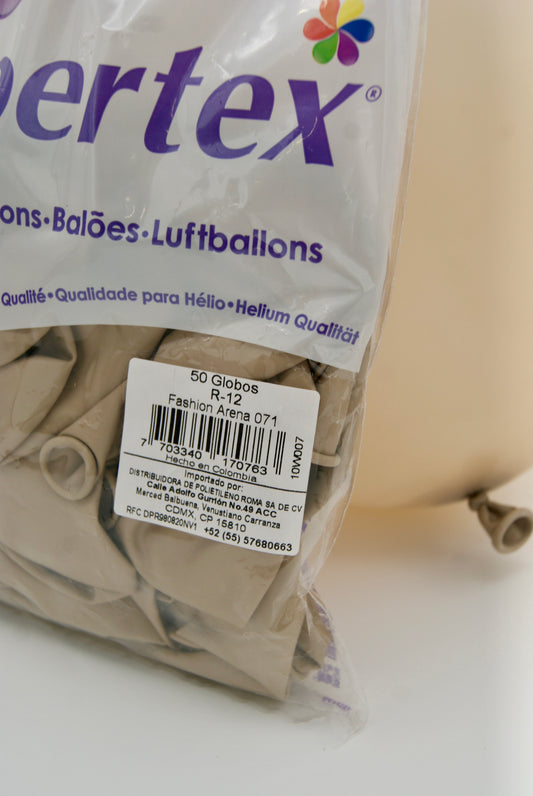 pertex®
ons•Balões•Luftballons
Qualité•Qualidade para Hélio•Helium Qualität
50 Globos
R-12
Fashion Arena 071
7 703340 170763
10W007
Hecho en Colombia
Importado por:
DISTRIBUIDORA DE POLIETILENO ROMA SA DE CV
Calle Adolfo Gurrión No.49 ACC
Merced Balbuena, Venustiano Carranza
CDMX, CP 15810
RFC DPR980820NV1 +52 (55) 57680663